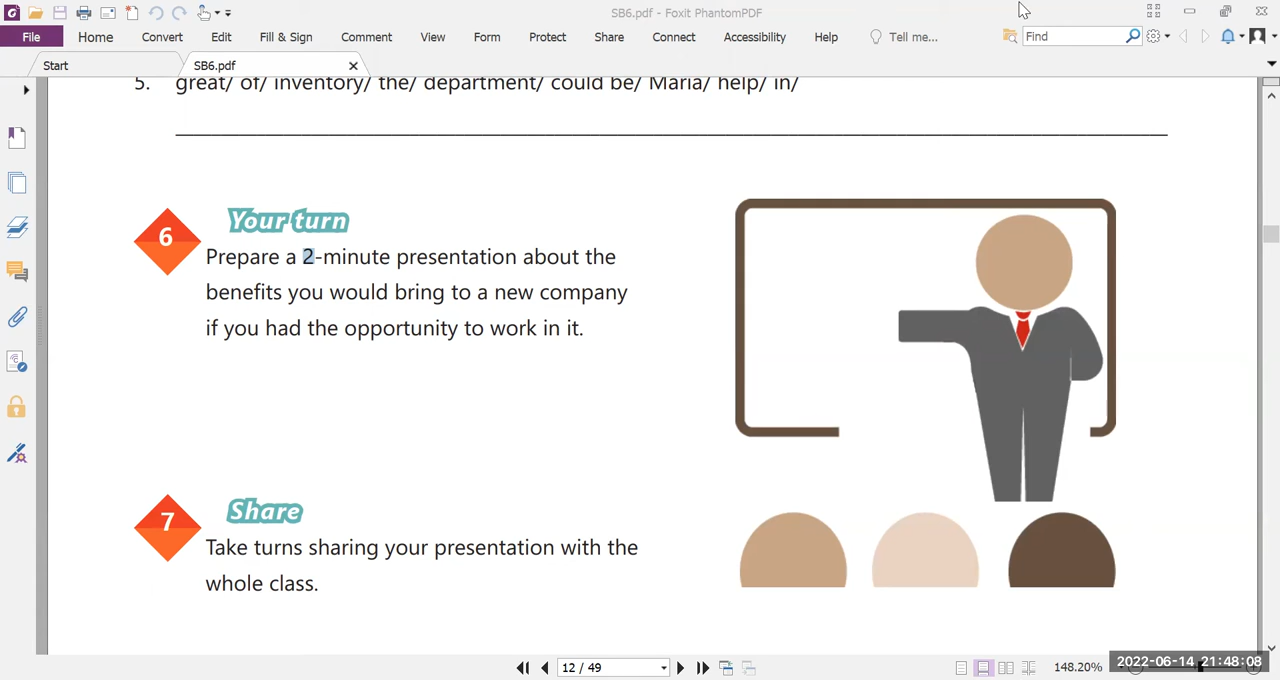 SB6.pdf - Foxit PhantomPDF
File Home Convert Edit Fill & Sign Comment View Form Protect Share Connect Accessibility Help Tell me... Find
Start SB6.pdf
5. great/ of/ inventory/ the/ department/ could be/ Maria/ help/ in/
6 Your turn
Prepare a 2-minute presentation about the
benefits you would bring to a new company
if you had the opportunity to work in it.
7 Share
Take turns sharing your presentation with the
whole class.
12 / 49 148.20% 2022-06-14 21:48:08